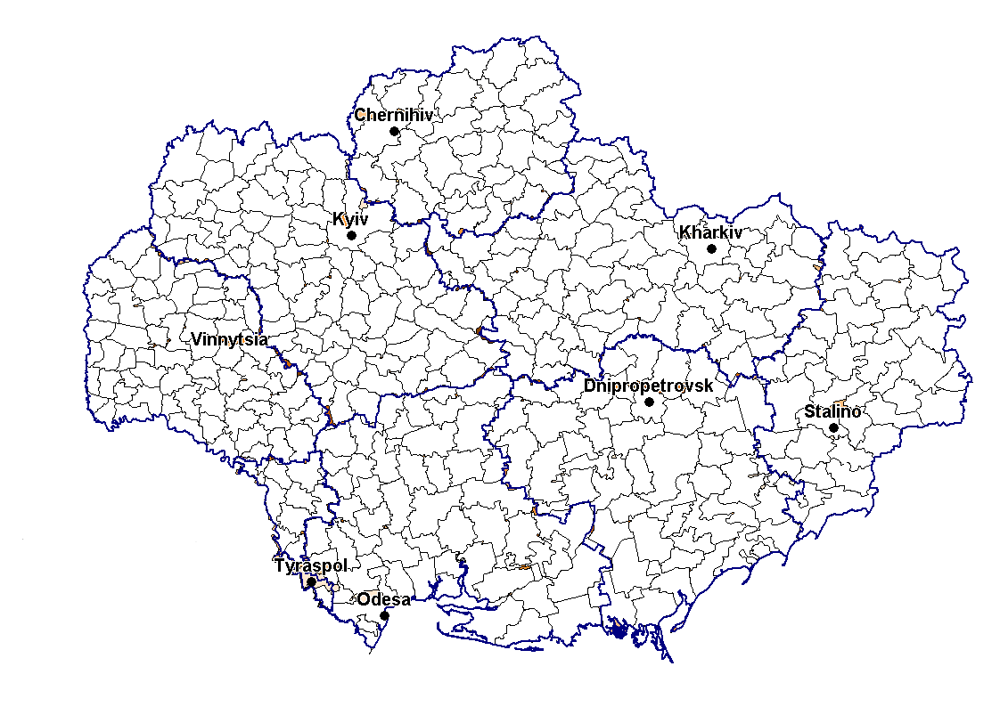 Chernihiv
Kyiv
Kharkiv
Vinnytsia
Dnipropetrovsk
Stalino
Tyraspol
Odesa